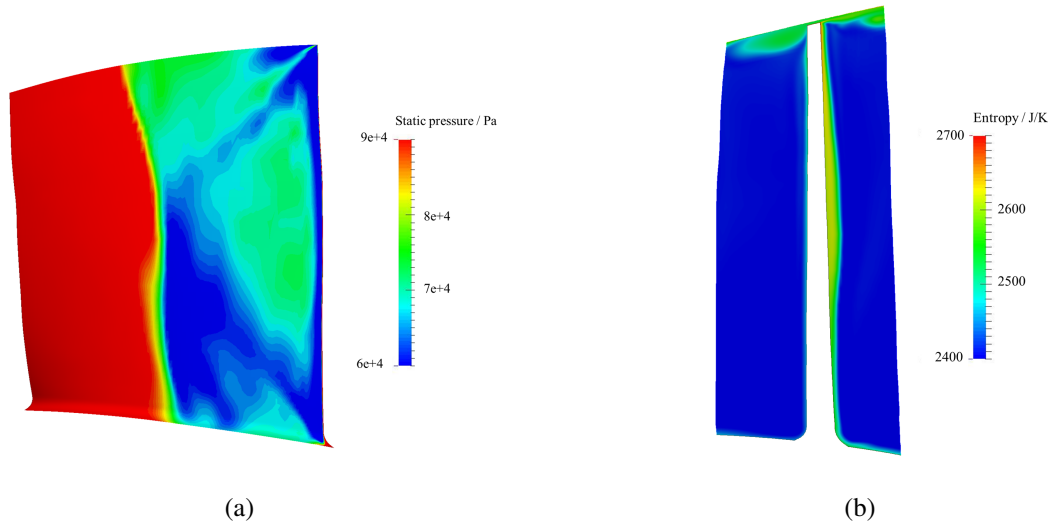 Static pressure / Pa
9e+4
8e+4
7e+4
6e+4
Entropy / J/K
2700
2600
2500
2400
(a)
(b)